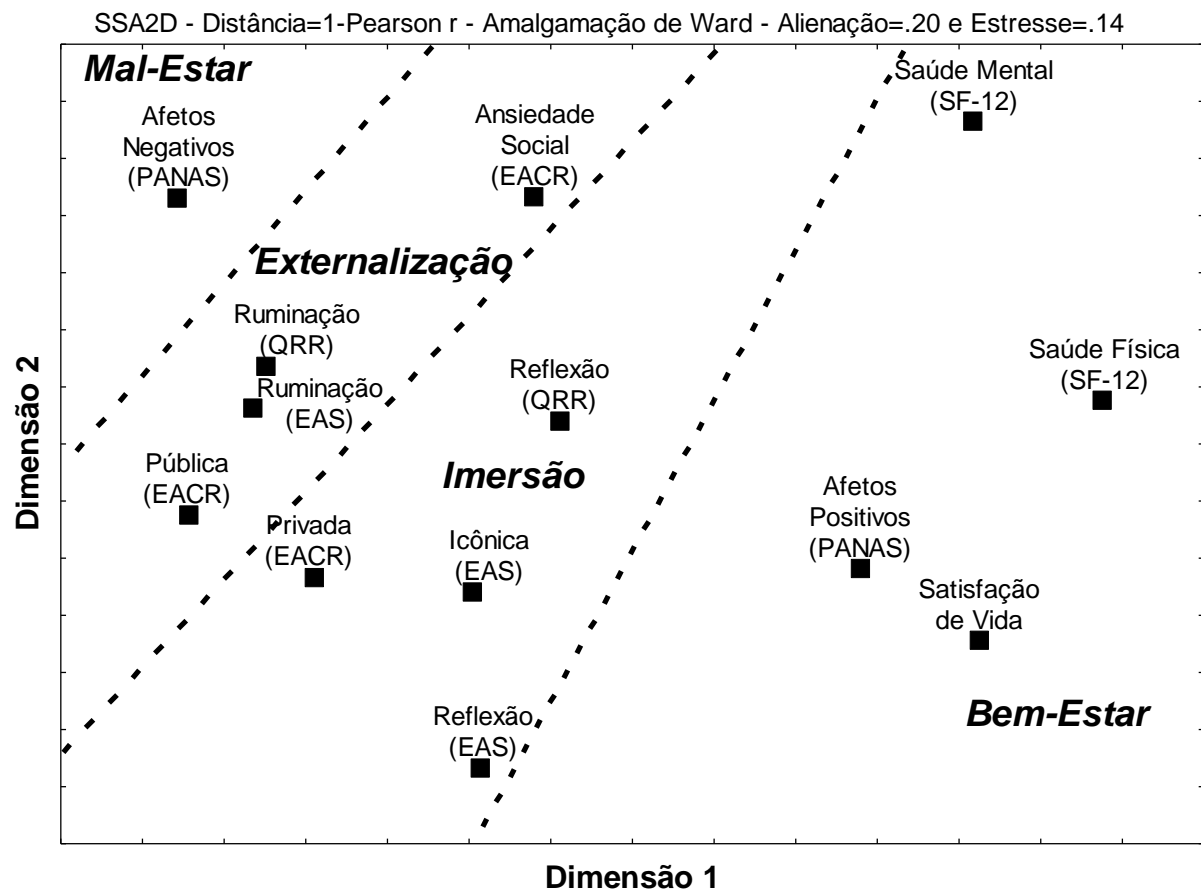 SSA2D - Distância=1-Pearson r - Amalgamação de Ward - Alienação=.20 e Estresse=.14
Mal-Estar
Afetos
Negativos
(PANAS)
Ansiedade
Social
(EACR)
Saúde Mental
(SF-12)
Externalização
Ruminação
(QRR)
Ruminação
(EAS)
Reflexão
(QRR)
Saúde Física
(SF-12)
Pública
(EACR)
Imersão
Privada
(EACR)
Icônica
(EAS)
Afetos
Positivos
(PANAS)
Satisfação
de Vida
Reflexão
(EAS)
Bem-Estar
Dimensão 2
Dimensão 1